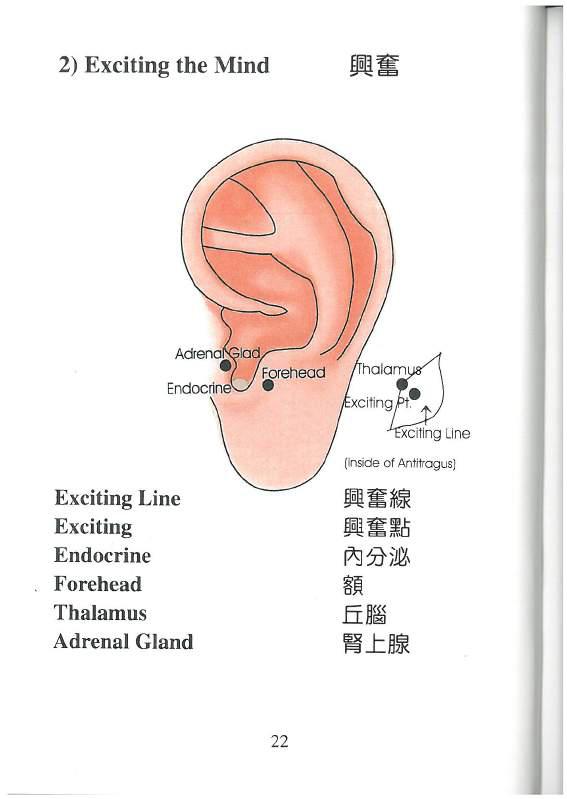 2) Exciting the Mind 興奮
Adrenal Glad
Endocrine
Forehead
Thalamus
Exciting Pt.
Exciting Line
(Inside of Antitragus)
Exciting Line 興奮線
Exciting 興奮點
Endocrine 內分泌
Forehead 額
Thalamus 丘腦
Adrenal Gland 腎上腺
22